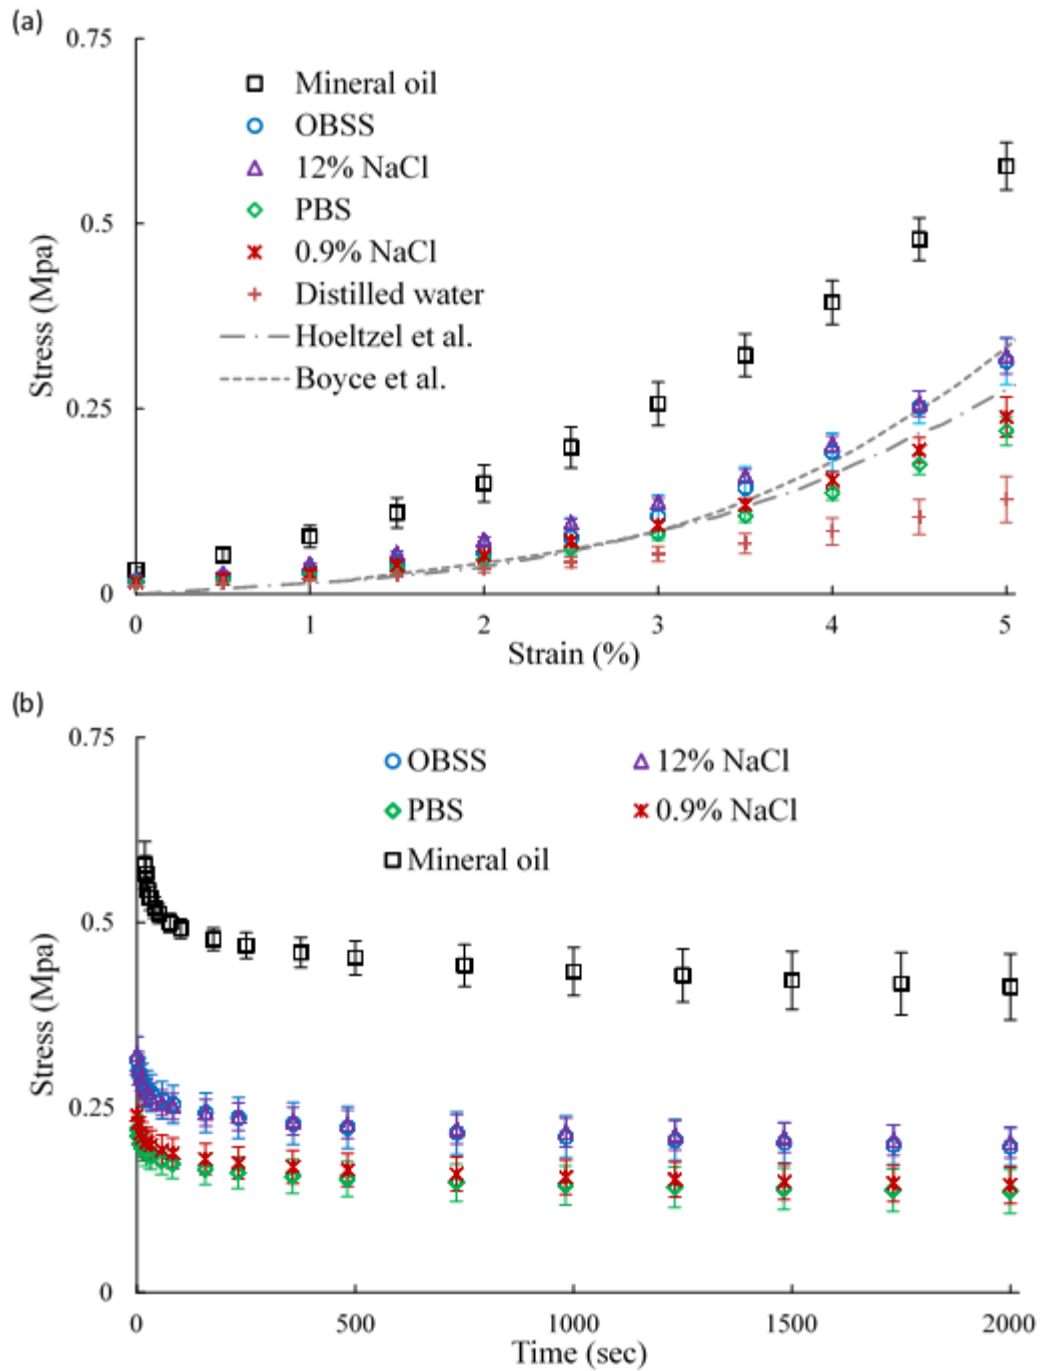 (a)
0.75
Mineral oil
OBSS
12% NaCl
PBS
0.9% NaCl
Distilled water
Hoeltzel et al.
Boyce et al.
0.5
0.25
0
Stress (Mpa)
0 1 2 3 4 5
Strain (%)
(b)
0.75
OBSS 12% NaCl
PBS 0.9% NaCl
Mineral oil
0.5
0.25
0
Stress (Mpa)
0 500 1000 1500 2000
Time (sec)